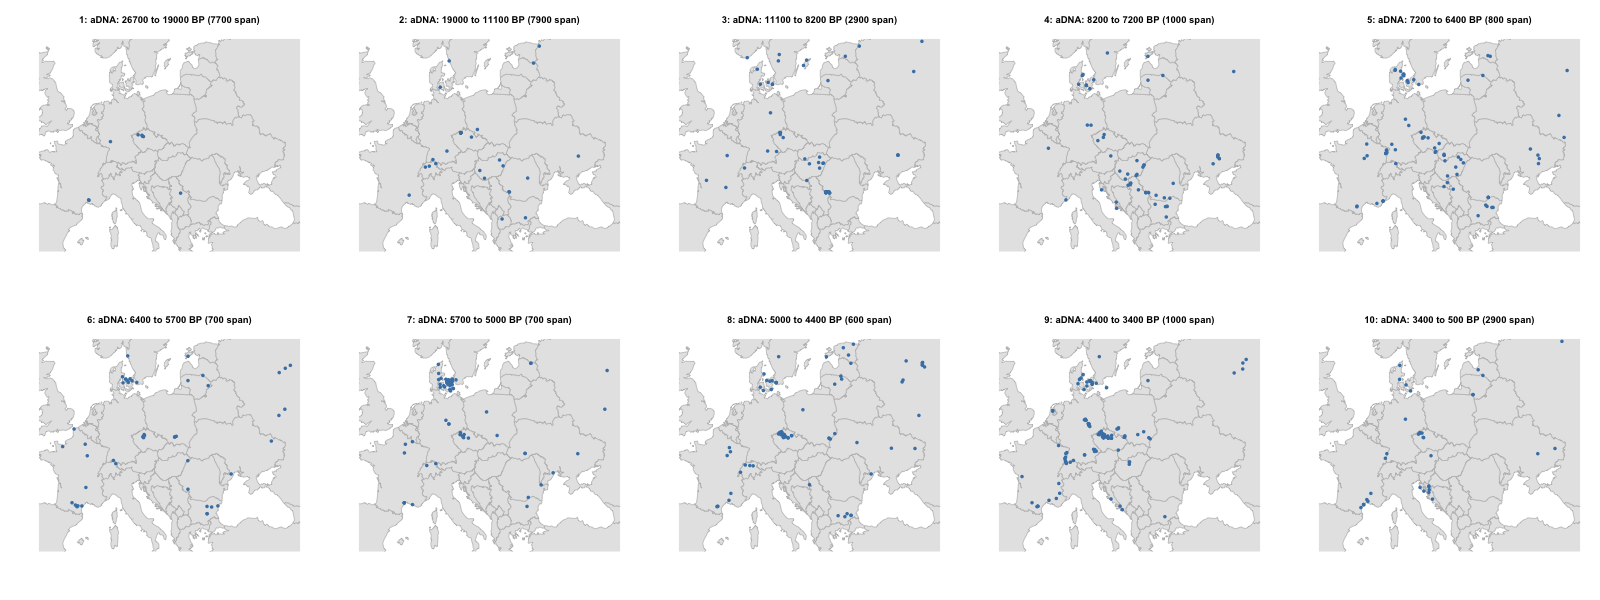 1: aDNA: 26700 to 19000 BP (7700 span)
2: aDNA: 19000 to 11100 BP (7900 span)
3: aDNA: 11100 to 8200 BP (2900 span)
4: aDNA: 8200 to 7200 BP (1000 span)
5: aDNA: 7200 to 6400 BP (800 span)
6: aDNA: 6400 to 5700 BP (700 span)
7: aDNA: 5700 to 5000 BP (700 span)
8: aDNA: 5000 to 4400 BP (600 span)
9: aDNA: 4400 to 3400 BP (1000 span)
10: aDNA: 3400 to 500 BP (2900 span)